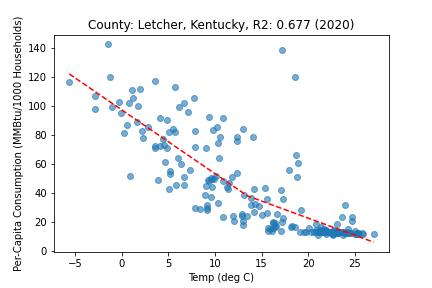 County: Letcher, Kentucky, R2: 0.677 (2020)
Per-Capita Consumption (MMBtu/1000 Households)
140
120
100
80
60
40
20
0
−5 0 5 10 15 20 25
Temp (deg C)